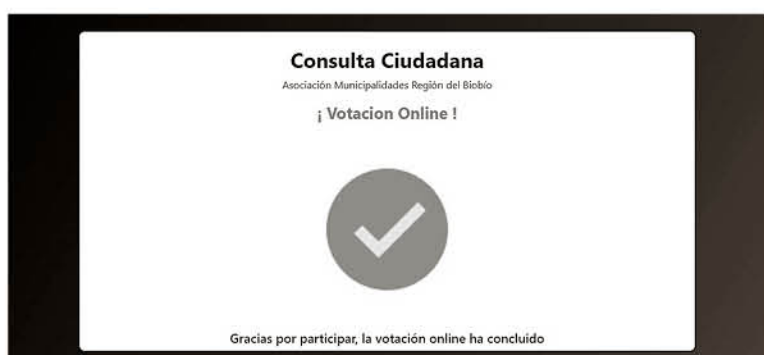 Consulta Ciudadana
Asociación Municipalidades Región del Biobío
¡ Votacion Online !
Gracias por participar, la votación online ha concluido